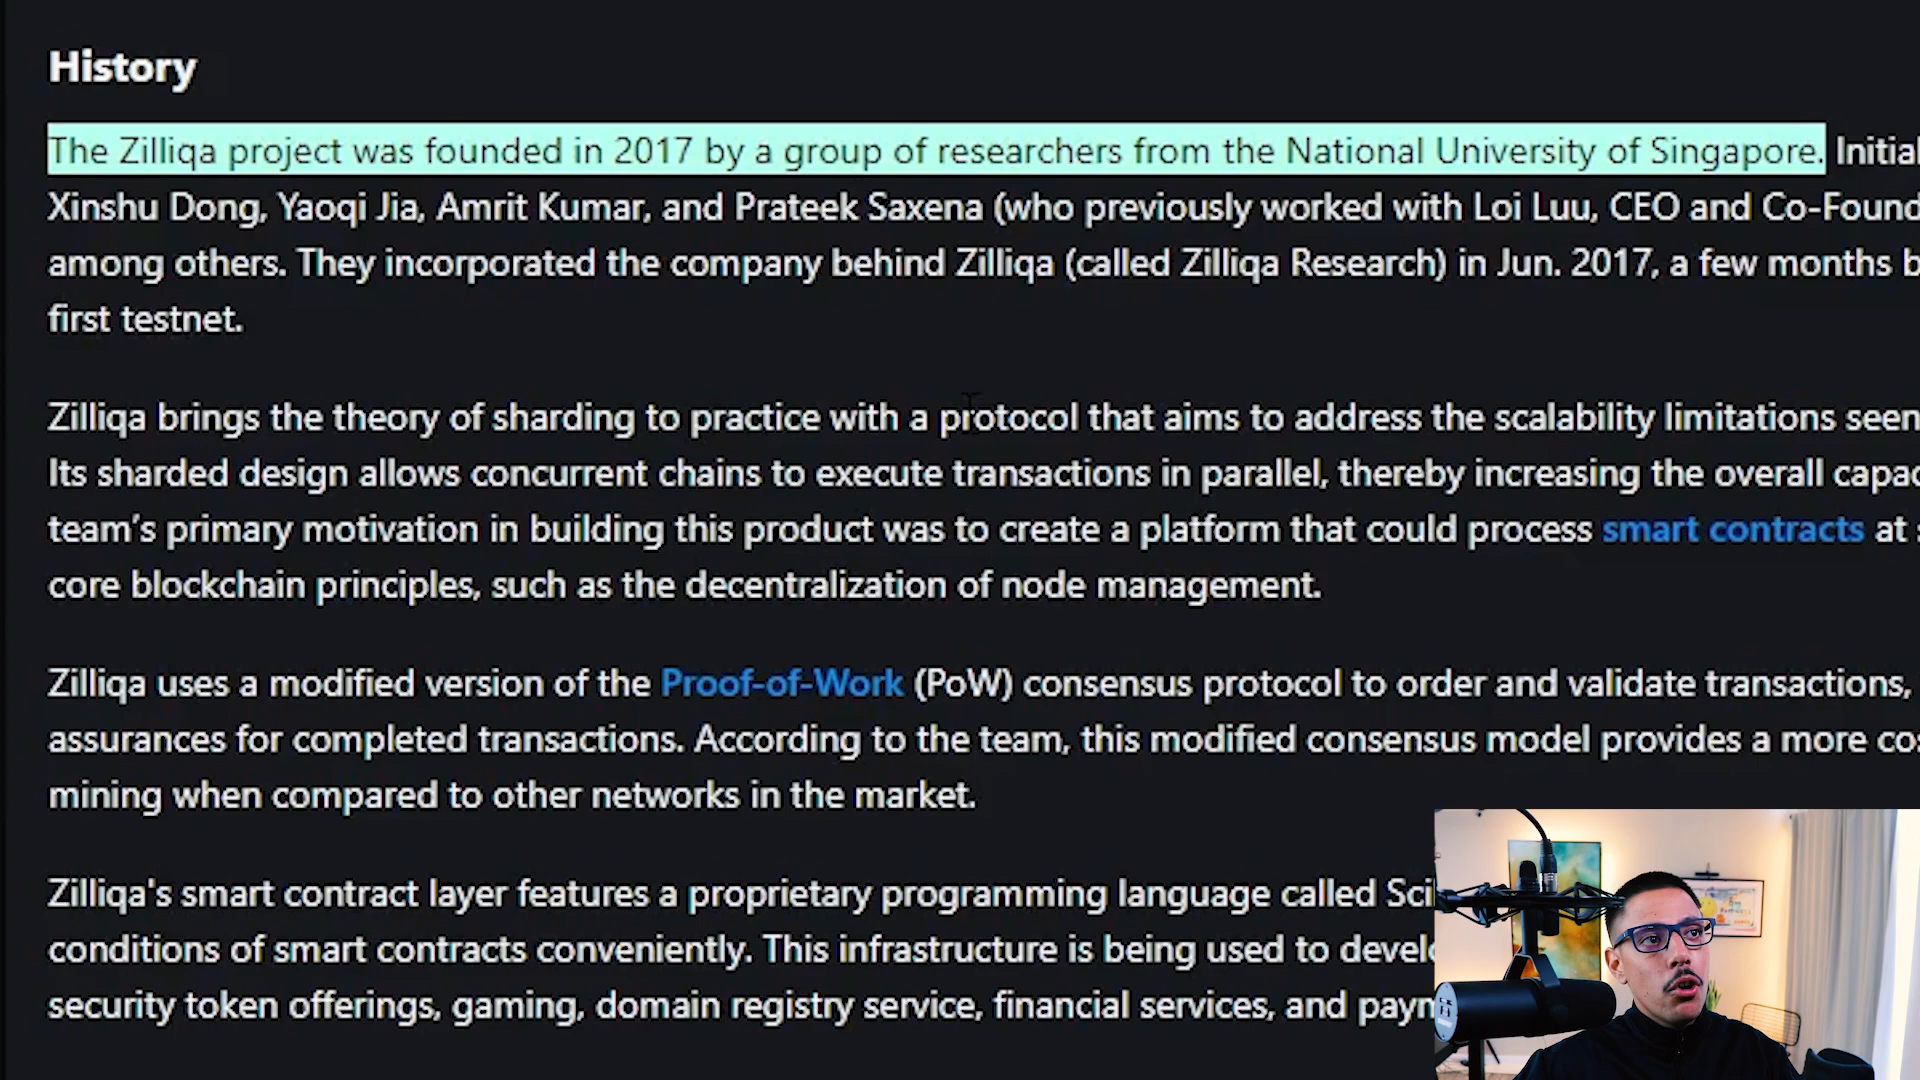 History
The Zilliqa project was founded in 2017 by a group of researchers from the National University of Singapore. Initial
Xinshu Dong, Yaoqi Jia, Amrit Kumar, and Prateek Saxena (who previously worked with Loi Luu, CEO and Co-Found
among others. They incorporated the company behind Zilliqa (called Zilliqa Research) in Jun. 2017, a few months b
first testnet.
Zilliqa brings the theory of sharding to practice with a protocol that aims to address the scalability limitations seen
Its sharded design allows concurrent chains to execute transactions in parallel, thereby increasing the overall capac
team’s primary motivation in building this product was to create a platform that could process smart contracts at s
core blockchain principles, such as the decentralization of node management.
Zilliqa uses a modified version of the Proof-of-Work (PoW) consensus protocol to order and validate transactions,
assurances for completed transactions. According to the team, this modified consensus model provides a more cos
mining when compared to other networks in the market.
Zilliqa's smart contract layer features a proprietary programming language called Sci
conditions of smart contracts conveniently. This infrastructure is being used to develo
security token offerings, gaming, domain registry service, financial services, and paym